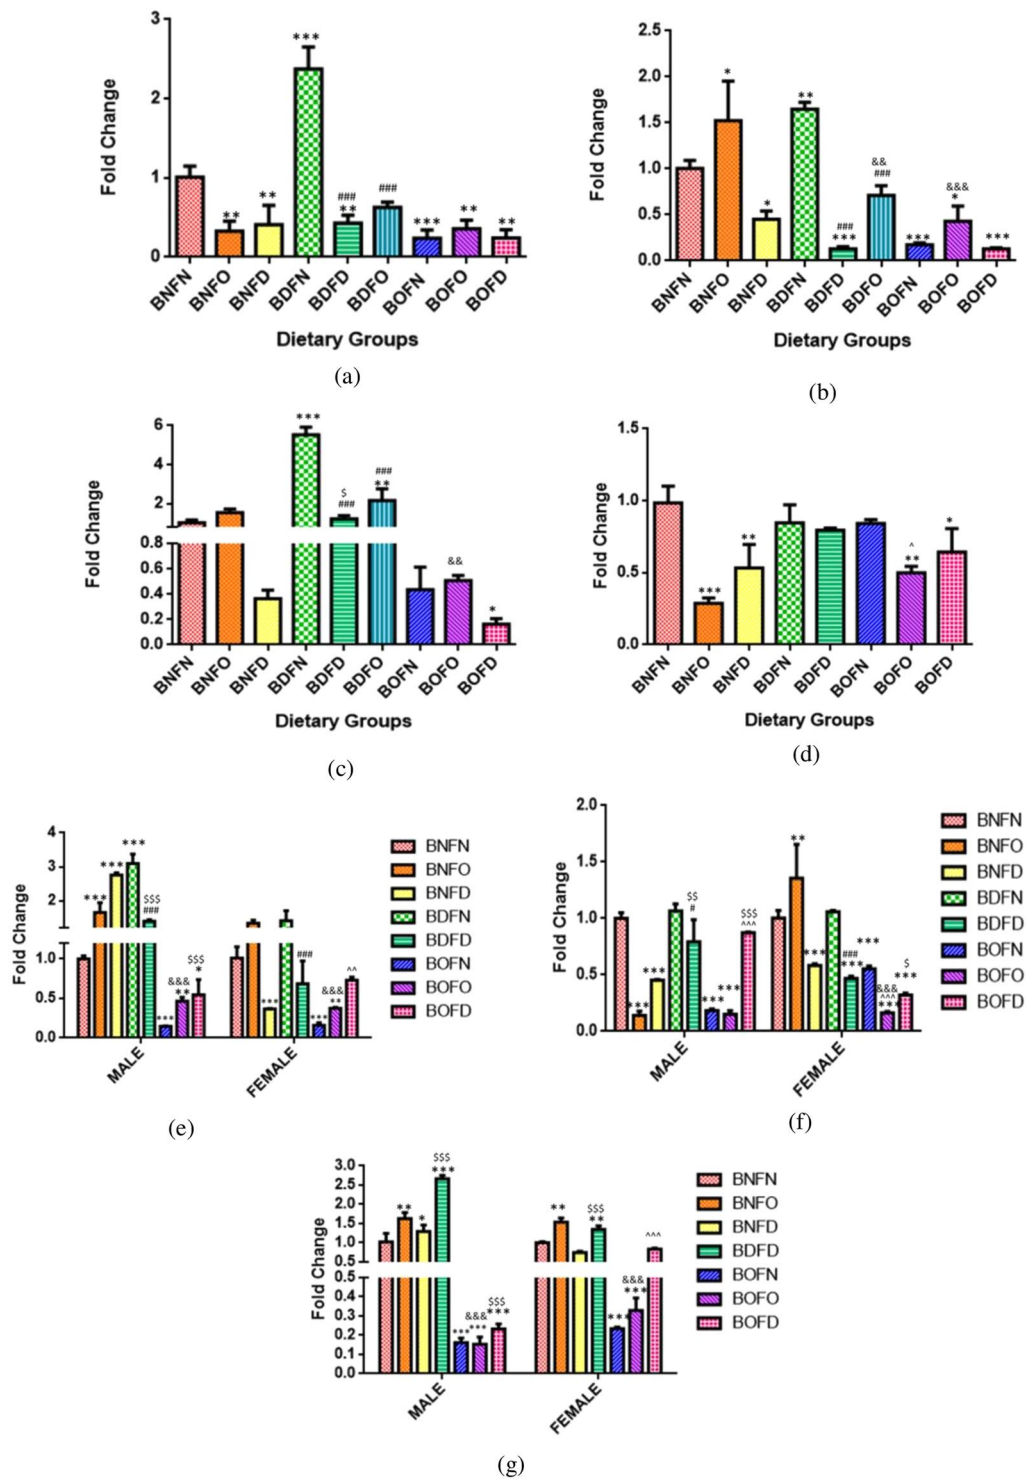 3
2
1
0
Fold Change
***
**
**
###
**
###
***
**
**
BNFN BNFO BNFD BDFN BDFD BDFO BOFN BOFO BOFD
Dietary Groups
(a)
2.5
2.0
1.5
1.0
0.5
0.0
Fold Change
*
*
**
###
***
&&
###
***
&&&
*
***
BNFN BNFO BNFD BDFN BDFD BDFO BOFN BOFO BOFD
Dietary Groups
(b)
6
4
2
0.8
0.6
0.4
0.2
0.0
Fold Change
***
$
###
###
**
&&
*
BNFN BNFO BNFD BDFN BDFD BDFO BOFN BOFO BOFD
Dietary Groups
(c)
1.5
1.0
0.5
0.0
Fold Change
***
**
^
**
*
BNFN BNFO BNFD BDFN BDFD BOFN BOFO BOFD
Dietary Groups
(d)
4
3
2
1.0
0.5
0.0
Fold Change
***
***
***
$$$
###
***
&&&
**
$$$
*
***
###
***
&&&
**
^^
MALE FEMALE
BNFN
BNFO
BNFD
BDFN
BDFD
BOFN
BOFO
BOFD
(e)
2.0
1.5
1.0
0.5
0.0
Fold Change
***
***
$$
#
***
***
$$$
^^^
**
***
###
***
***
&&&
^^^
***
$
***
MALE FEMALE
BNFN
BNFO
BNFD
BDFN
BDFD
BOFN
BOFO
BOFD
(f)
3.0
2.5
2.0
1.5
1.0
0.5
0.5
0.4
0.3
0.2
0.1
0.0
Fold Change
**
*
$$$
***
***
&&&
***
$$$
***
**
$$$
**
***
&&&
***
^^^
MALE FEMALE
BNFN
BNFO
BNFD
BDFD
BOFN
BOFO
BOFD
(g)